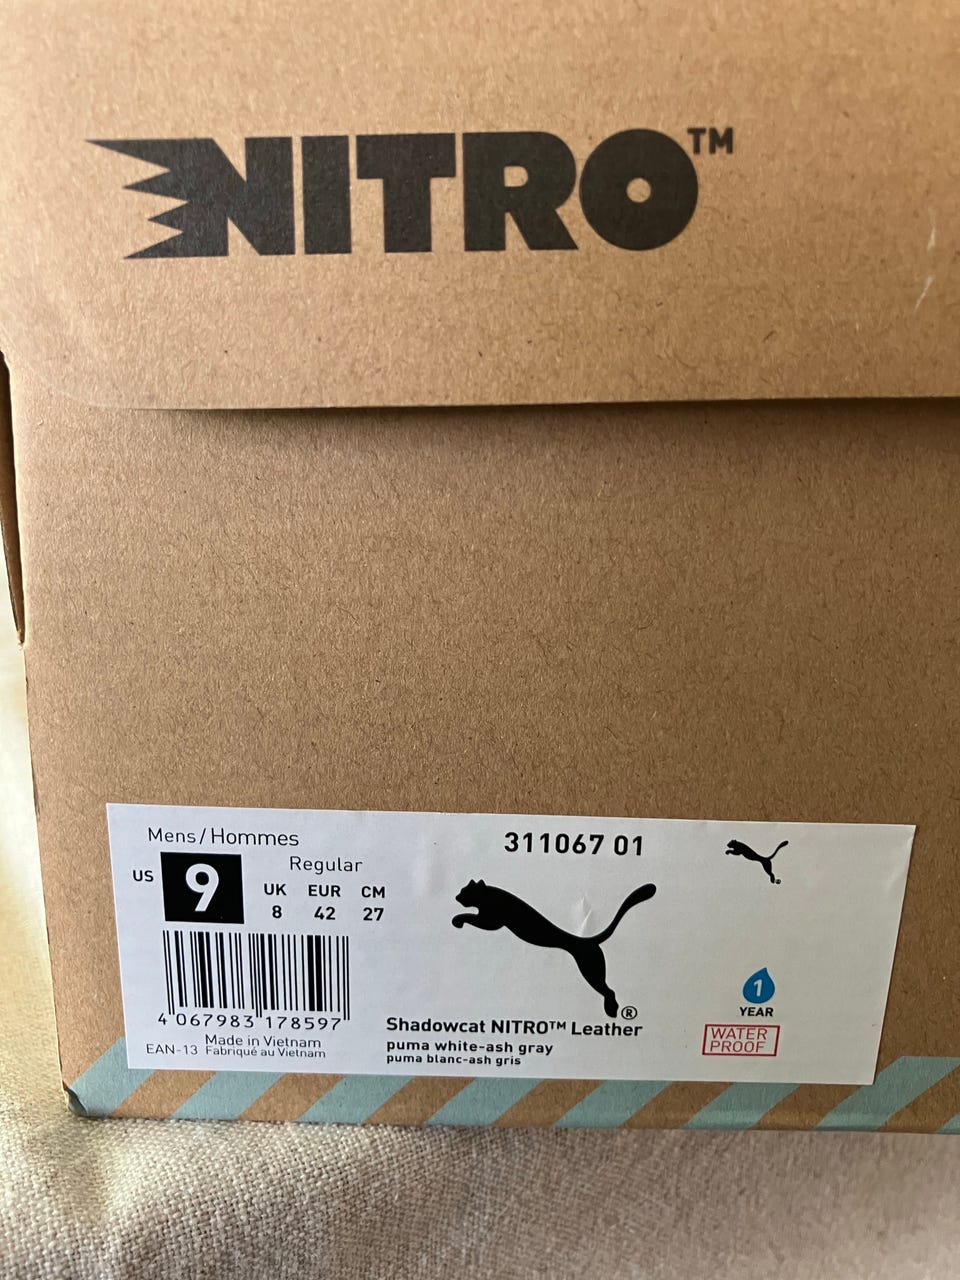 NITRO™
Mens/Hommes
Regular
US 9
UK EUR CM
8 42 27
4 067983 178597
EAN-13 Made in Vietnam
Fabriqué au Vietnam
311067 01
®
Shadowcat NITRO™ Leather
puma white-ash gray
puma blanc-ash gris
1
YEAR
WATER
PROOF